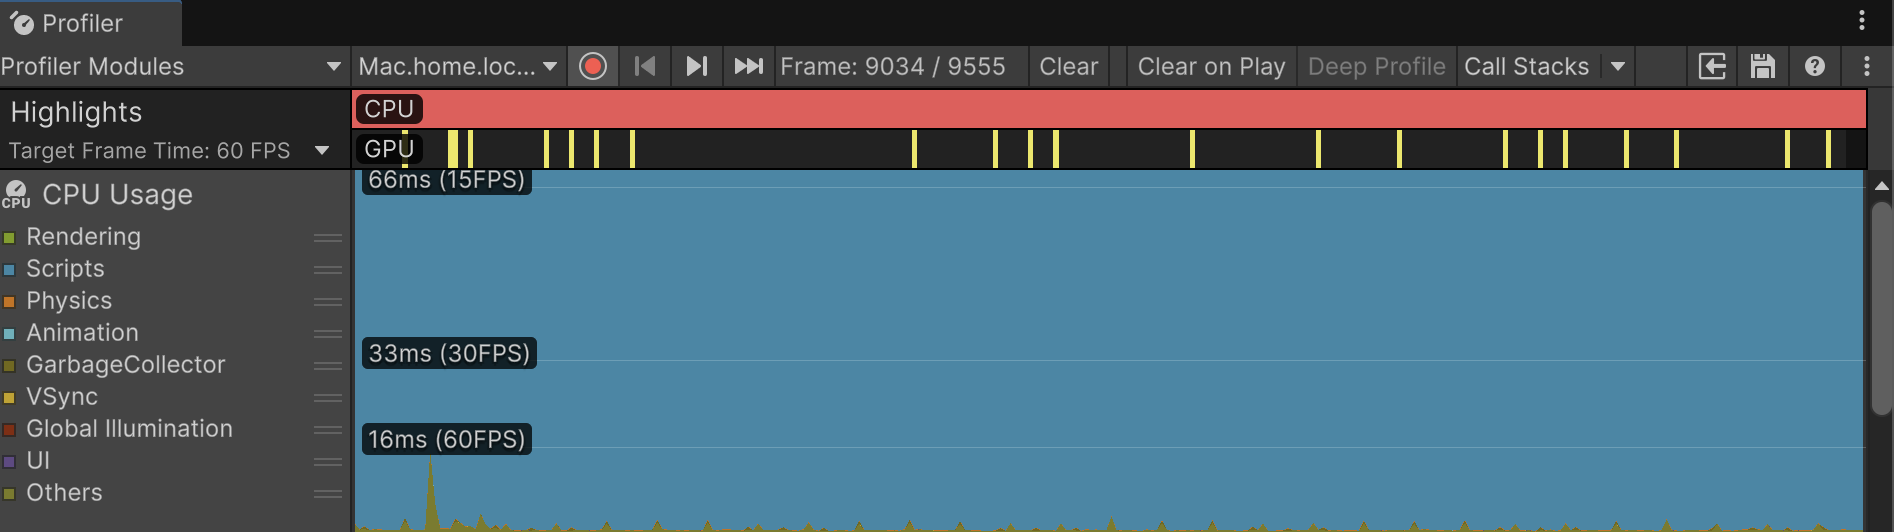 Profiler
Profiler Modules
Mac.home.loc...
Frame: 9034 / 9555
Clear
Clear on Play
Deep Profile
Call Stacks
Highlights
Target Frame Time: 60 FPS
CPU
GPU
CPU
CPU Usage
Rendering
Scripts
Physics
Animation
GarbageCollector
VSync
Global Illumination
UI
Others
66ms (15FPS)
33ms (30FPS)
16ms (60FPS)